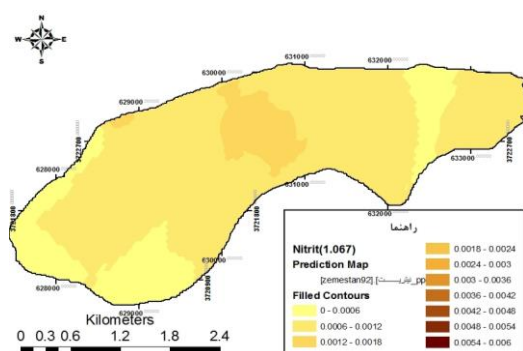 N
W E
S
631000
632000
630000
629000
3722700
628000
633000
3722700
631000
3721800
3721800
632000
630000
3720900
628000
629000
Kilometers
0 0.3 0.6 1.2 1.8 2.4
راهنما
Nitrit(1.067)
Prediction Map
[zemestan92].[نیتریت_pp
Filled Contours
0 - 0.0006
0.0006 - 0.0012
0.0012 - 0.0018
0.0018 - 0.0024
0.0024 - 0.003
0.003 - 0.0036
0.0036 - 0.0042
0.0042 - 0.0048
0.0048 - 0.0054
0.0054 - 0.006